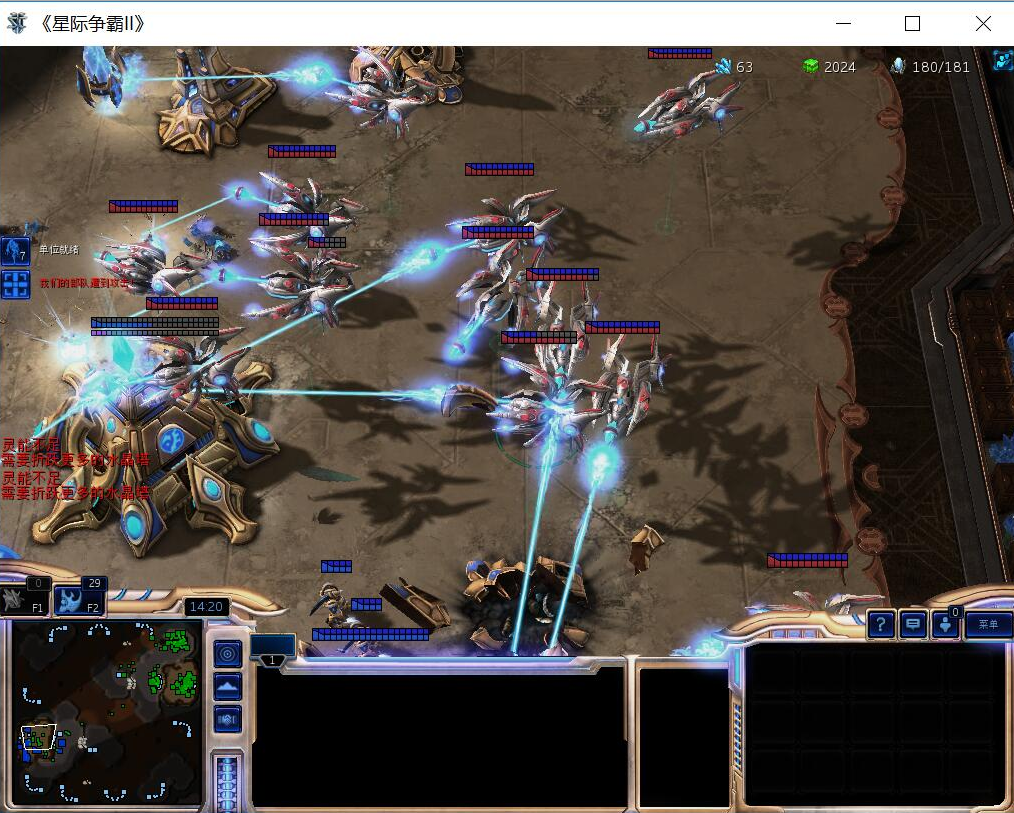 《星际争霸II》
63
2024
180/181
7
单位就绪
我们的部队遭到攻击!
灵能不足
需要折跃更多的水晶塔
灵能不足
需要折跃更多的水晶塔
0
F1
29
F2
14:20
1
?
0
菜单